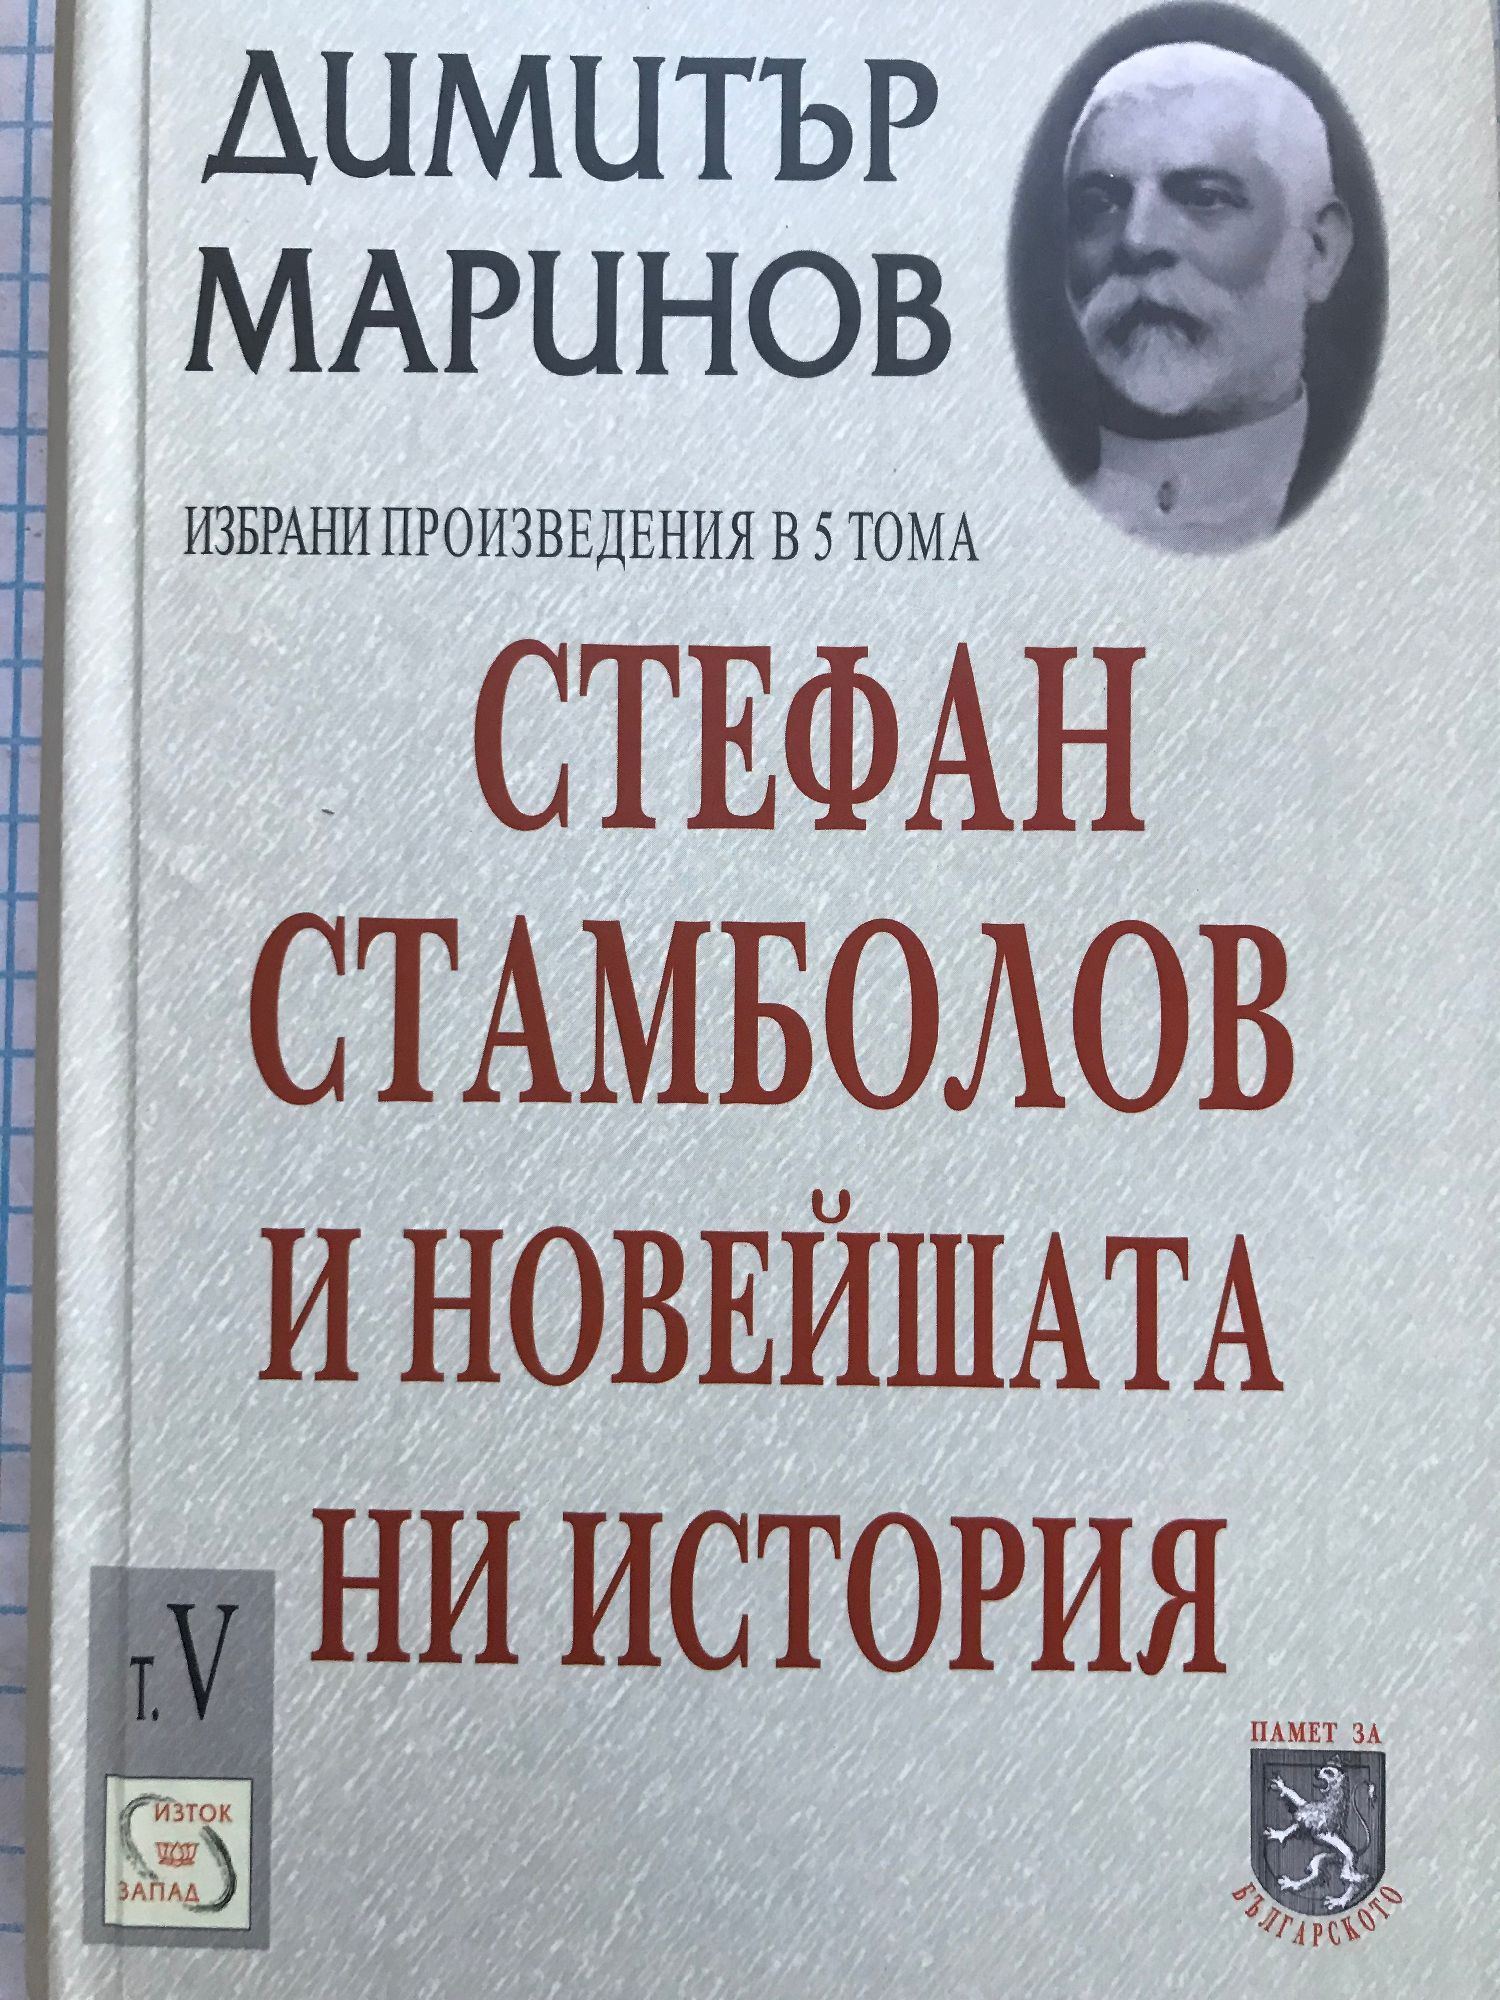 ДИМИТЪР
МАРИНОВ
ИЗБРАНИ ПРОИЗВЕДЕНИЯ В 5 ТОМА
СТЕФАН
СТАМБОЛОВ
И НОВЕЙШАТА
НИ ИСТОРИЯ
т. V
ИЗТОК
ЗАПАД
ПАМЕТ ЗА
БЪЛГАРСКОТО